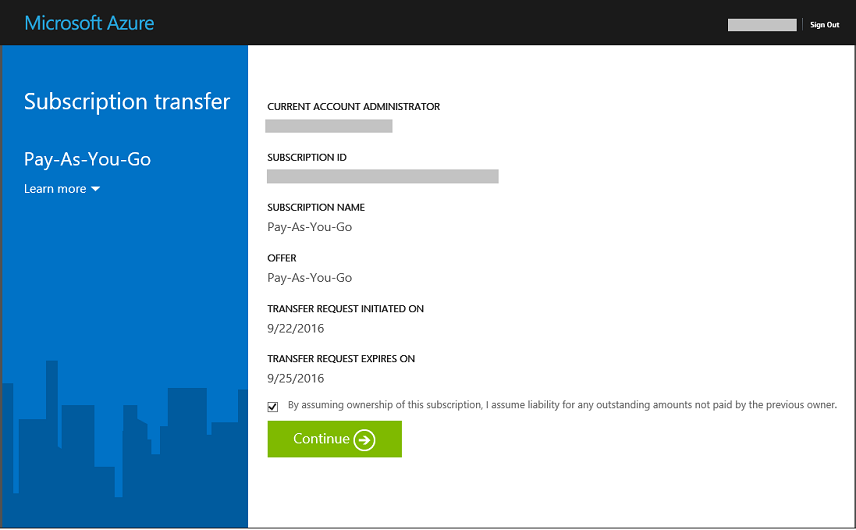 Microsoft Azure
Sign Out
Subscription transfer
Pay-As-You-Go
Learn more
CURRENT ACCOUNT ADMINISTRATOR
SUBSCRIPTION ID
SUBSCRIPTION NAME
Pay-As-You-Go
OFFER
Pay-As-You-Go
TRANSFER REQUEST INITIATED ON
9/22/2016
TRANSFER REQUEST EXPIRES ON
9/25/2016
By assuming ownership of this subscription, I assume liability for any outstanding amounts not paid by the previous owner.
Continue